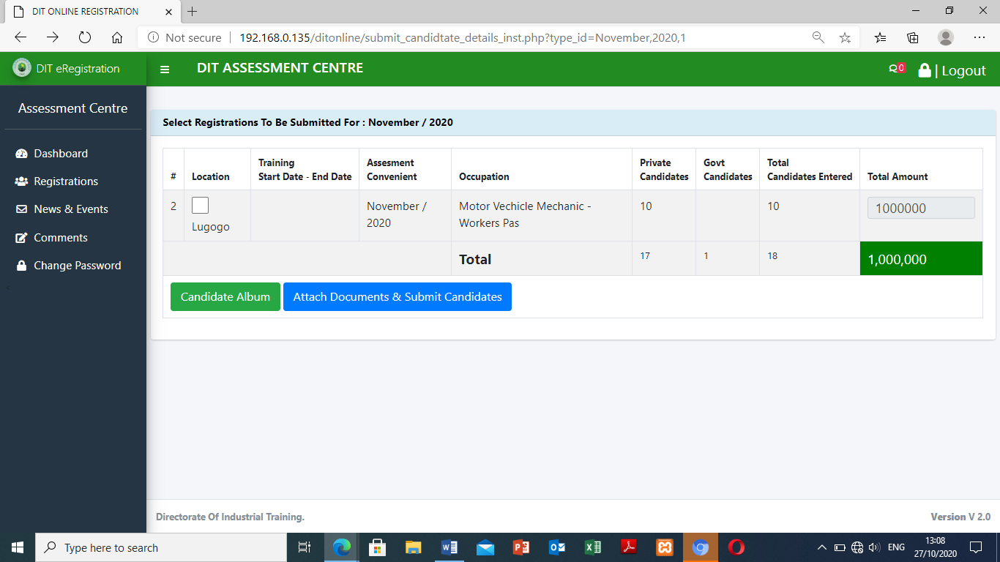 DIT ONLINE REGISTRATION
Not secure
192.168.0.135/ditonline/submit_candidtate_details_inst.php?type_id=November,2020,1
DIT eRegistration
DIT ASSESSMENT CENTRE
0
| Logout
Assessment Centre
Dashboard
Registrations
News & Events
Comments
Change Password
<
Select Registrations To Be Submitted For : November / 2020
# Location Training Start Date - End Date Assesment Convenient Occupation Private Candidates Govt Candidates Total Candidates Entered Total Amount
2 Lugogo November / 2020 Motor Vechicle Mechanic - Workers Pas 10 10 1000000
Total 17 1 18 1,000,000
Candidate Album
Attach Documents & Submit Candidates
Directorate Of Industrial Training.
Version V 2.0
Type here to search
ENG
13:08
27/10/2020